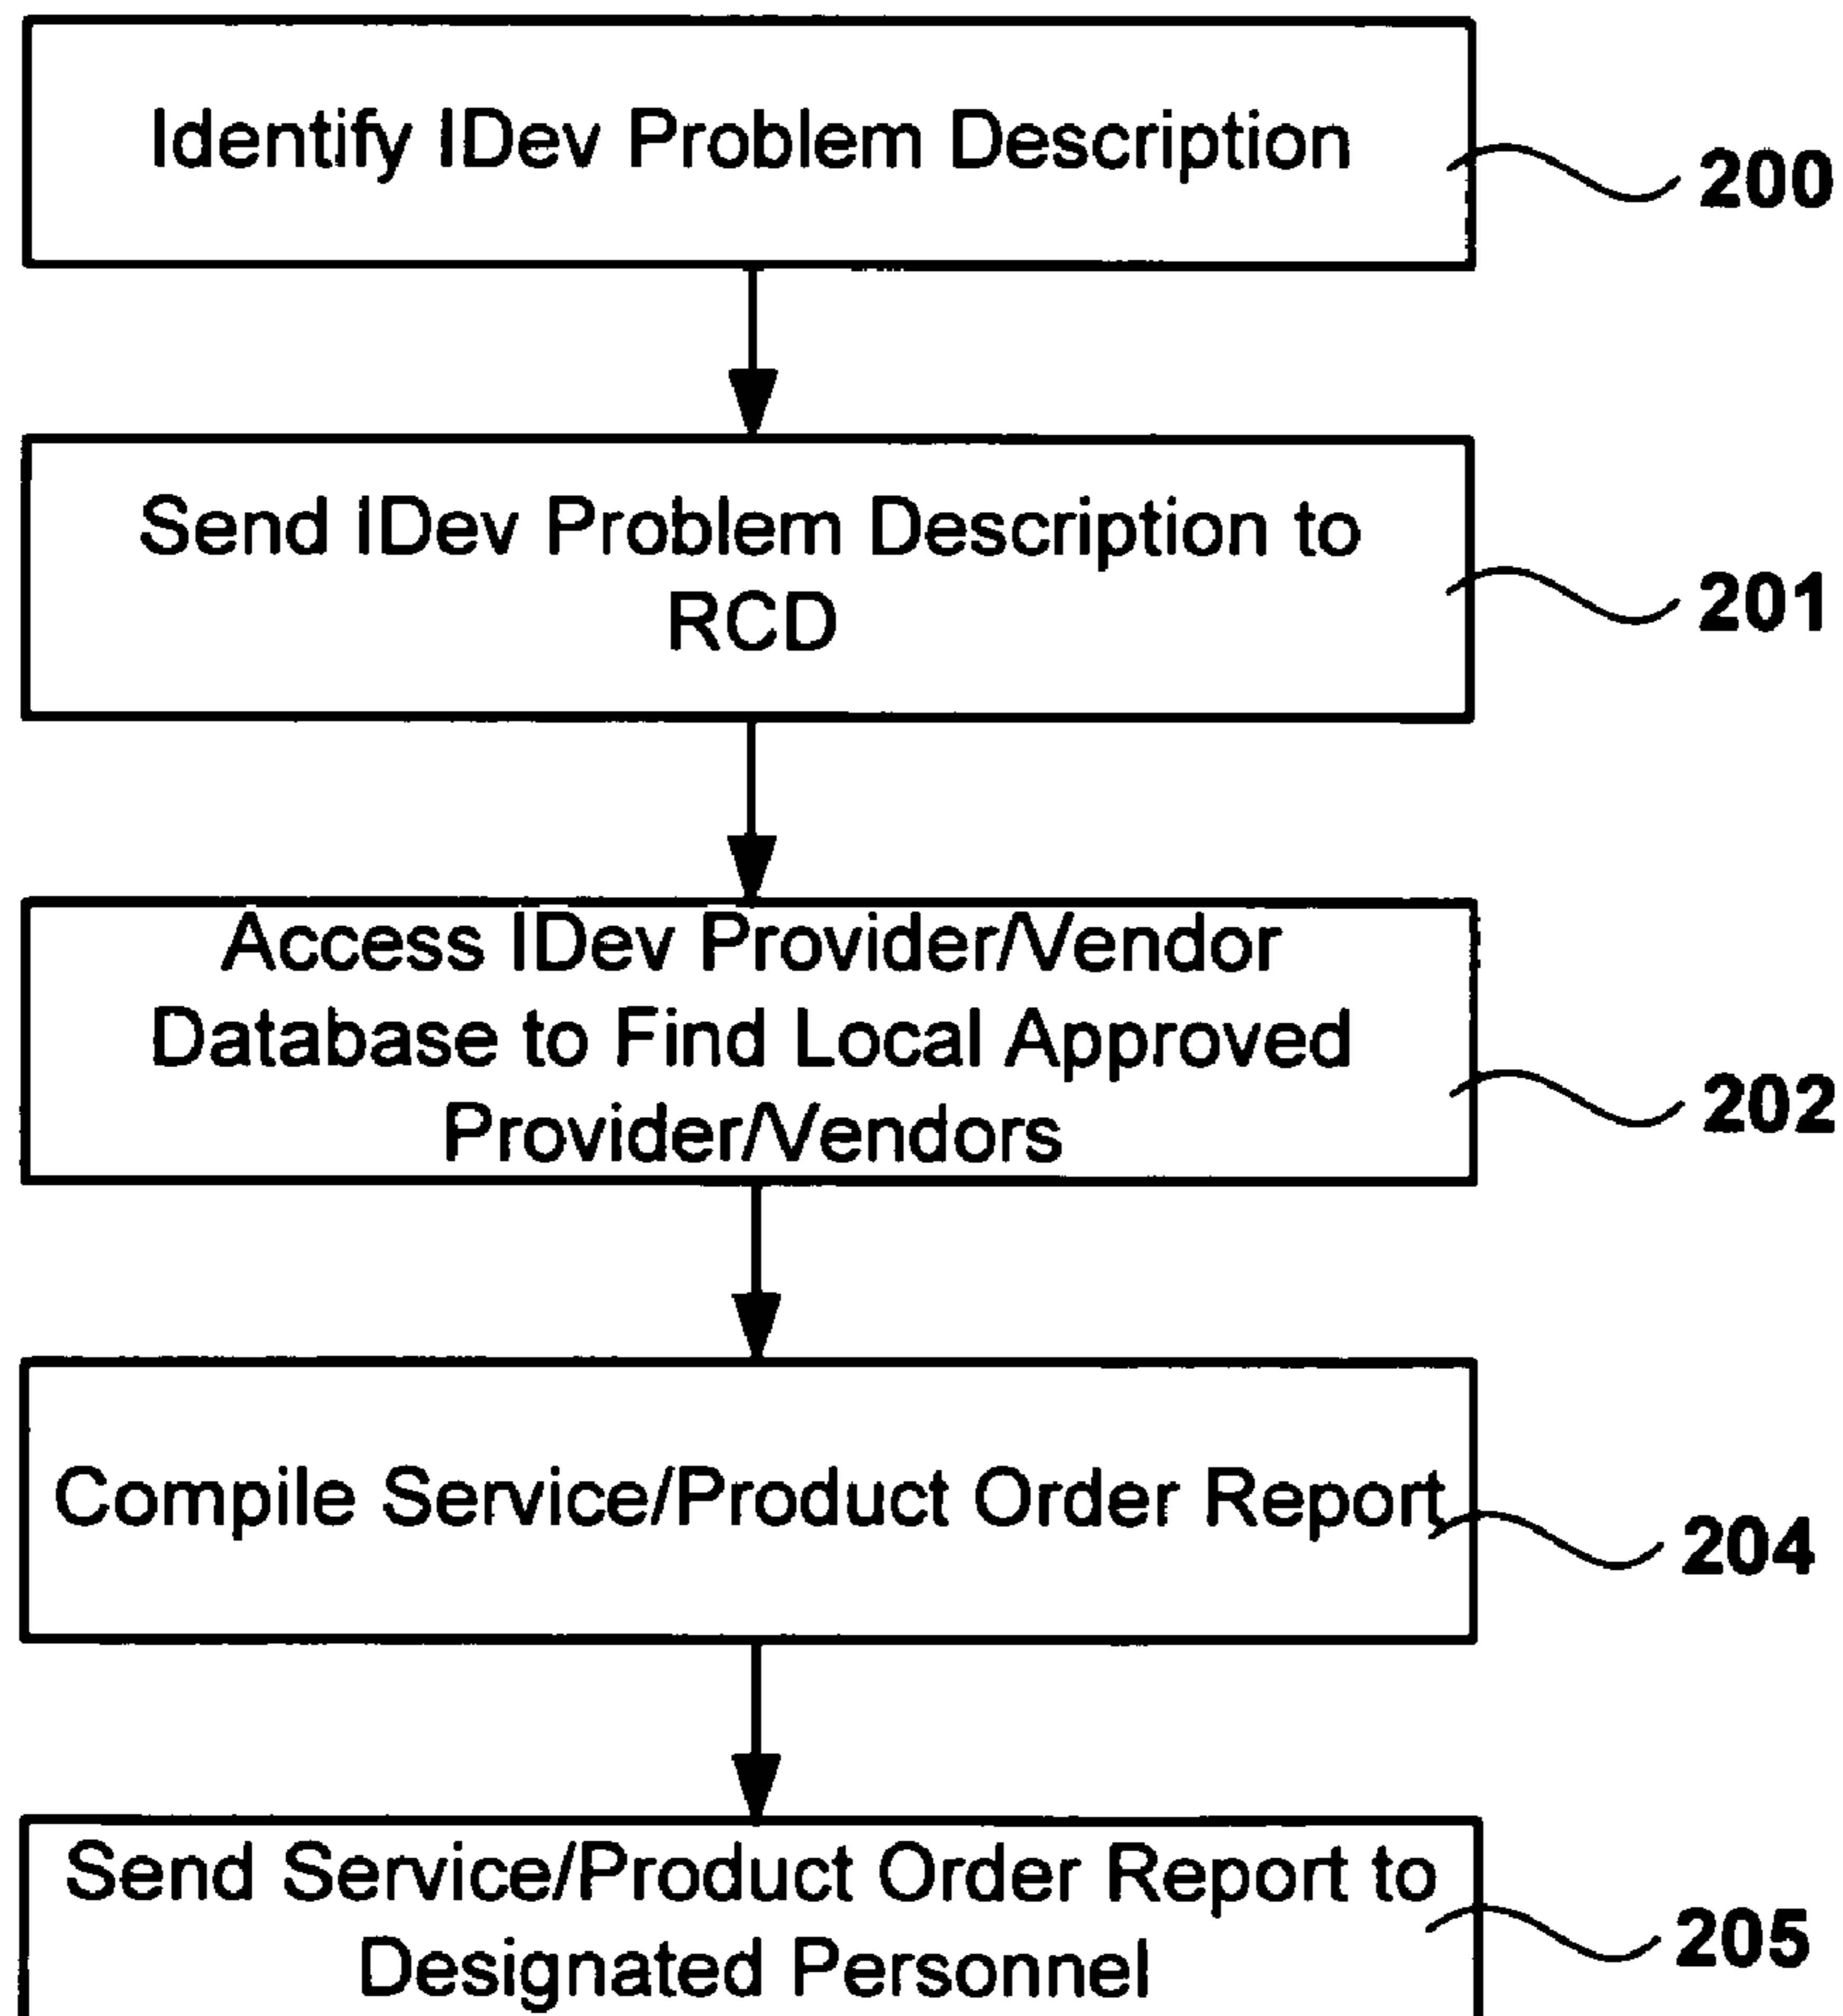 Identify IDev Problem Description
200
Send IDev Problem Description to
RCD
201
Access IDev Provider/Vendor
Database to Find Local Approved
Provider/Vendors
202
Compile Service/Product Order Report
204
Send Service/Product Order Report to
Designated Personnel
205